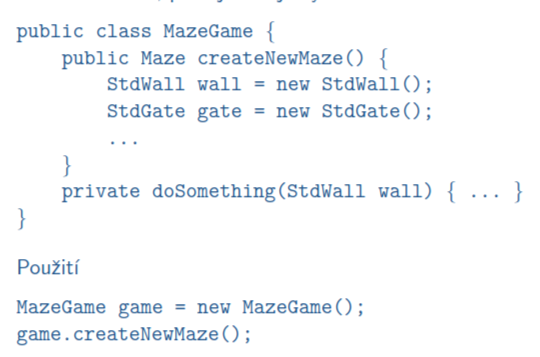 public class MazeGame {
public Maze createNewMaze() {
StdWall wall = new StdWall();
StdGate gate = new StdGate();
...
}
private doSomething(StdWall wall) { ... }
}
Použití
MazeGame game = new MazeGame();
game.createNewMaze();